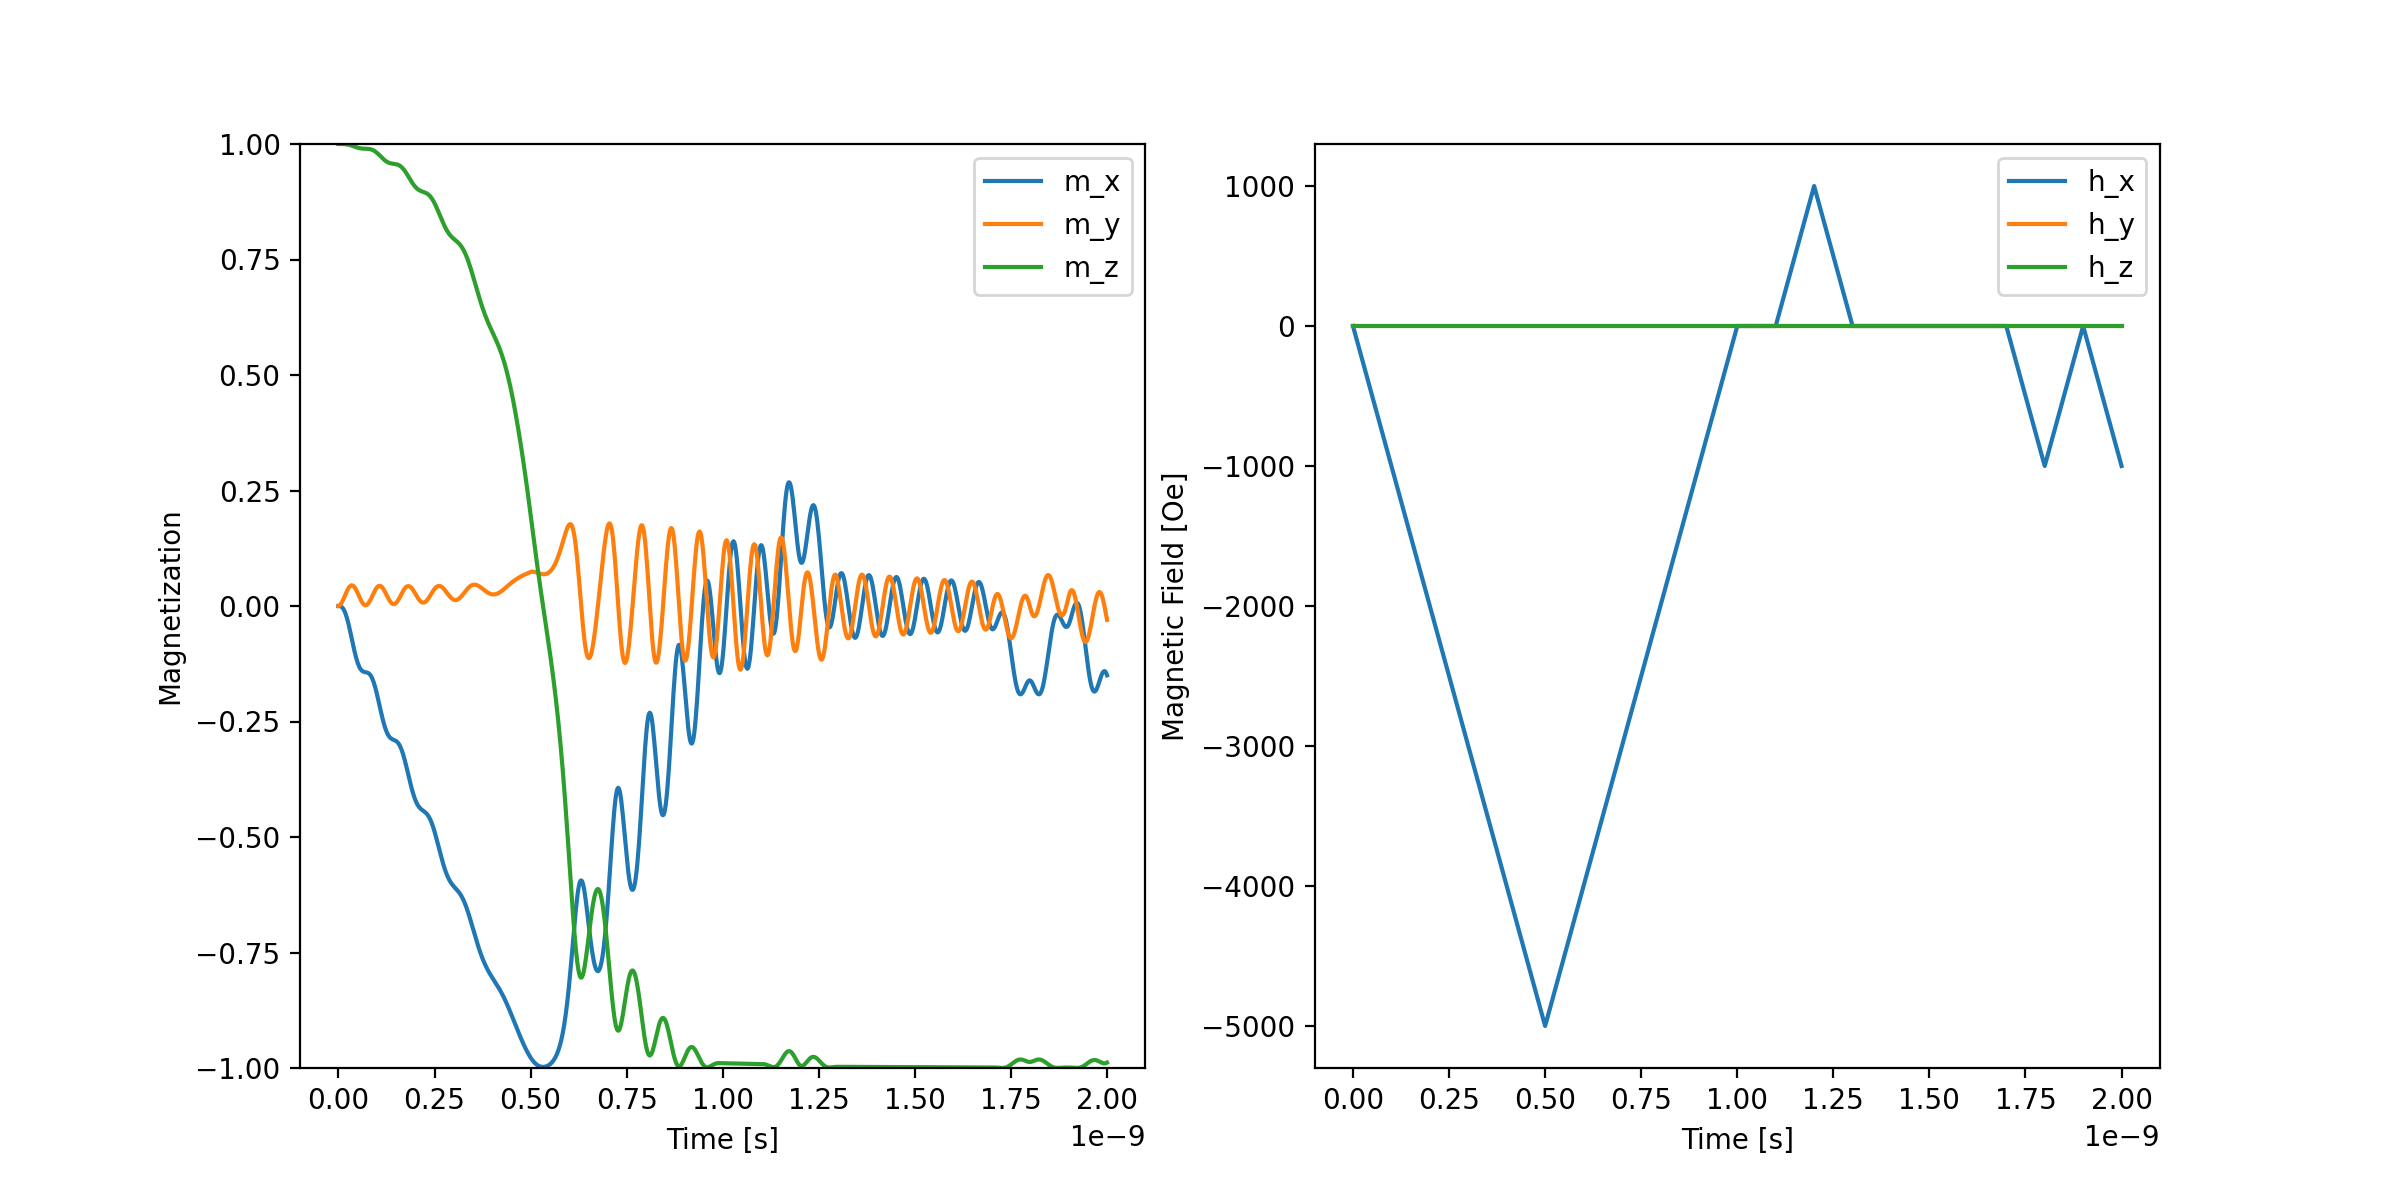 1.00
0.75
0.50
0.25
0.00
−0.25
−0.50
−0.75
−1.00
Magnetization
m_x
m_y
m_z
0.00 0.25 0.50 0.75 1.00 1.25 1.50 1.75 2.00
Time [s]
1e−9
1000
0
−1000
−2000
−3000
−4000
−5000
Magnetic Field [Oe]
h_x
h_y
h_z
0.00 0.25 0.50 0.75 1.00 1.25 1.50 1.75 2.00
Time [s]
1e−9